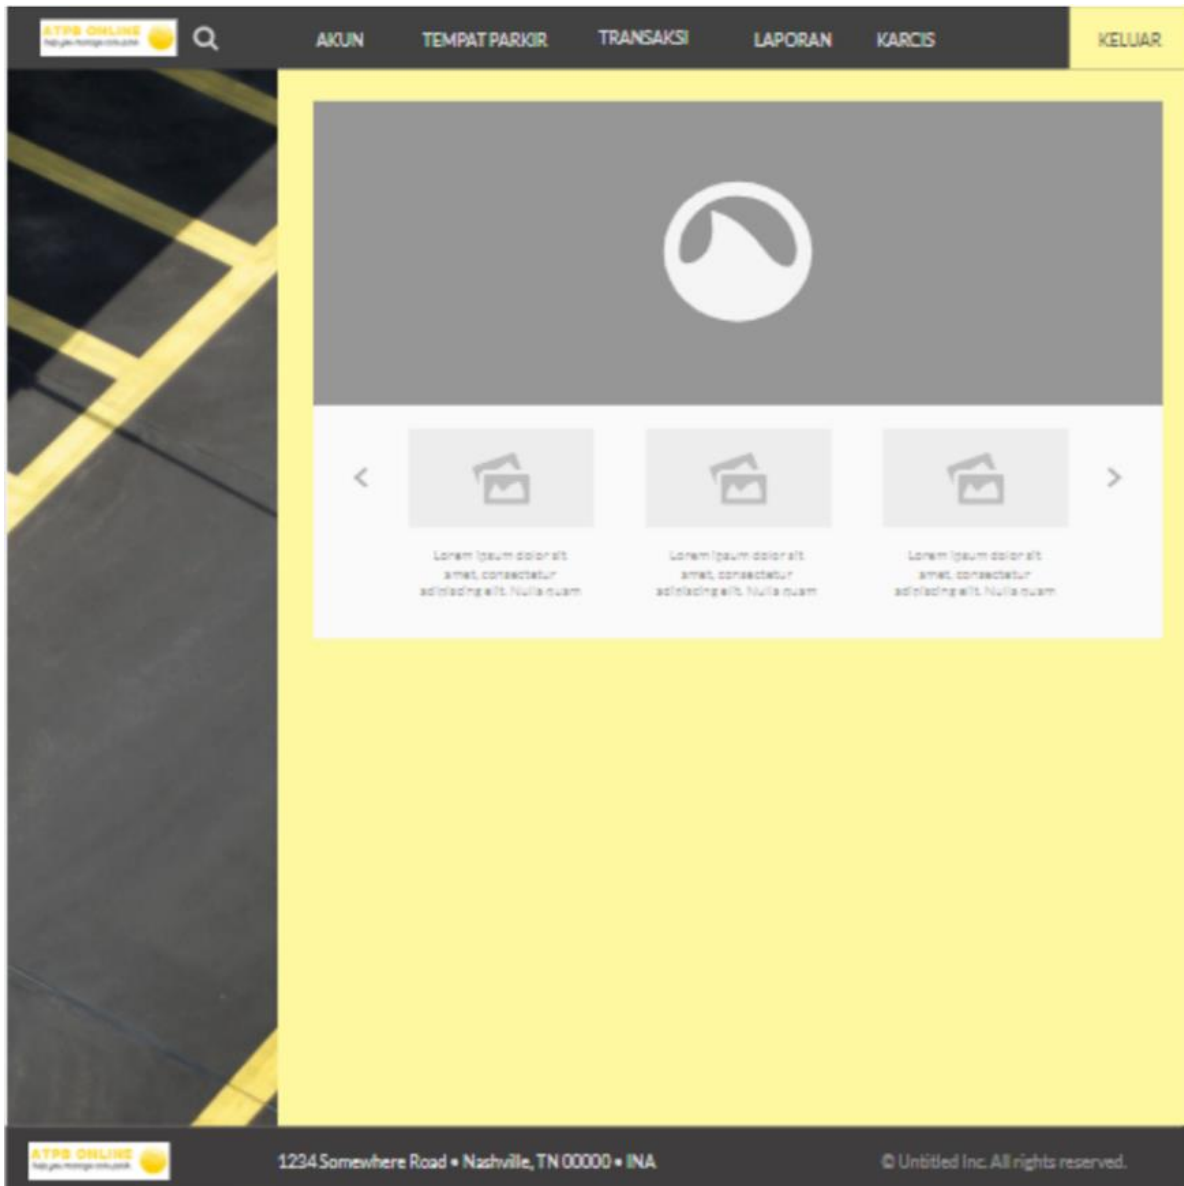 ATPB ONLINE
AKUN
TEMPAT PARKIR
TRANSAKSI
LAPORAN
KARCIS
KELUAR
Lorem ipsum dolor sit
amet, consectetur
adipiscing elit. Nulla quam
Lorem ipsum dolor sit
amet, consectetur
adipiscing elit. Nulla quam
Lorem ipsum dolor sit
amet, consectetur
adipiscing elit. Nulla quam
ATPB ONLINE
1234 Somewhere Road • Nashville, TN 00000 • INA
© Untitled Inc. All rights reserved.